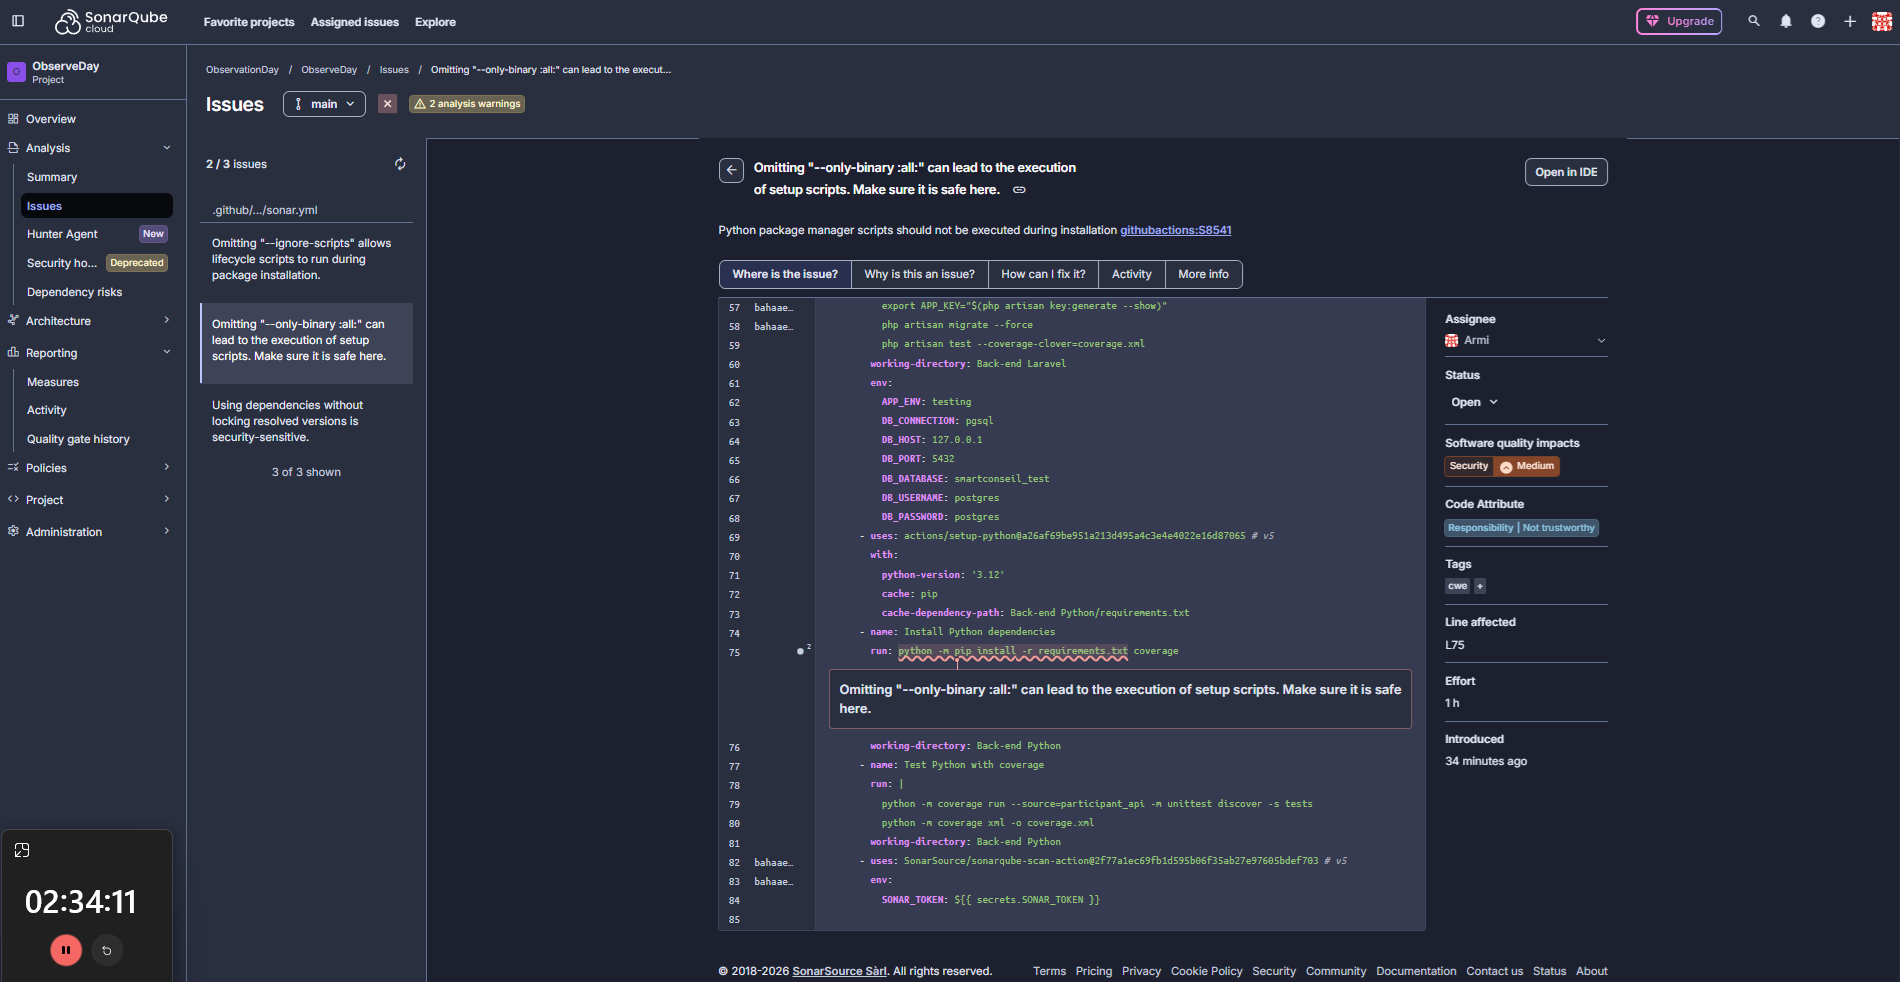 SonarQube cloud
Favorite projects Assigned issues Explore
Upgrade
O ObserveDay
Project
ObservationDay / ObserveDay / Issues / Omitting "--only-binary :all:" can lead to the execut...
Issues main 2 analysis warnings
Overview
Analysis
Summary
Issues
Hunter Agent New
Security ho... Deprecated
Dependency risks
Architecture
Reporting
Measures
Activity
Quality gate history
Policies
Project
Administration
02:34:11
2 / 3 issues
.github/.../sonar.yml
Omitting "--ignore-scripts" allows
lifecycle scripts to run during
package installation.
Omitting "--only-binary :all:" can
lead to the execution of setup
scripts. Make sure it is safe here.
Using dependencies without
locking resolved versions is
security-sensitive.
3 of 3 shown
Omitting "--only-binary :all:" can lead to the execution
of setup scripts. Make sure it is safe here.
Open in IDE
Python package manager scripts should not be executed during installation githubactions:S8541
Where is the issue? Why is this an issue? How can I fix it? Activity More info
57 bahaae… export APP_KEY="$(php artisan key:generate --show)"
58 bahaae… php artisan migrate --force
59 php artisan test --coverage-clover=coverage.xml
60 working-directory: Back-end Laravel
61 env:
62 APP_ENV: testing
63 DB_CONNECTION: pgsql
64 DB_HOST: 127.0.0.1
65 DB_PORT: 5432
66 DB_DATABASE: smartconseil_test
67 DB_USERNAME: postgres
68 DB_PASSWORD: postgres
69 - uses: actions/setup-python@a26af69be951a213d495a4c3e4e4022e16d87065 # v5
70 with:
71 python-version: '3.12'
72 cache: pip
73 cache-dependency-path: Back-end Python/requirements.txt
74 - name: Install Python dependencies
75 2 run: python -m pip install -r requirements.txt coverage
Omitting "--only-binary :all:" can lead to the execution of setup scripts. Make sure it is safe
here.
76 working-directory: Back-end Python
77 - name: Test Python with coverage
78 run: |
79 python -m coverage run --source=participant_api -m unittest discover -s tests
80 python -m coverage xml -o coverage.xml
81 working-directory: Back-end Python
82 bahaae… - uses: SonarSource/sonarqube-scan-action@2f77a1ec69fb1d595b06f35ab27e97605bdef703 # v5
83 bahaae… env:
84 SONAR_TOKEN: ${{ secrets.SONAR_TOKEN }}
85
Assignee
Armi
Status
Open
Software quality impacts
Security Medium
Code Attribute
Responsibility | Not trustworthy
Tags
cwe +
Line affected
L75
Effort
1 h
Introduced
34 minutes ago
© 2018-2026 SonarSource Sàrl. All rights reserved. Terms Pricing Privacy Cookie Policy Security Community Documentation Contact us Status About